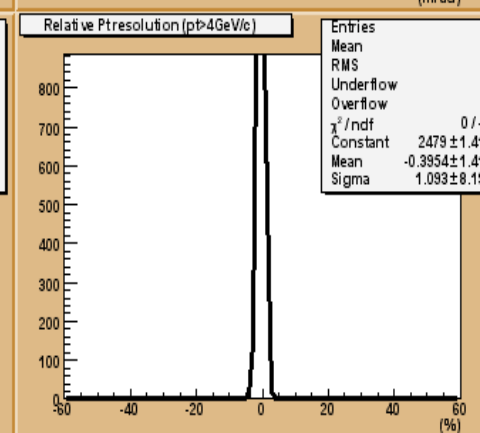 Relative Pt resolution (pt>4GeV/c)
Entries
Mean
RMS
Underflow
Overflow
χ² / ndf 0 / -
Constant 2479 ± 1.4
Mean -0.3954 ± 1.4
Sigma 1.093 ± 8.1
800
700
600
500
400
300
200
100
0
-60 -40 -20 0 20 40 60
(%)